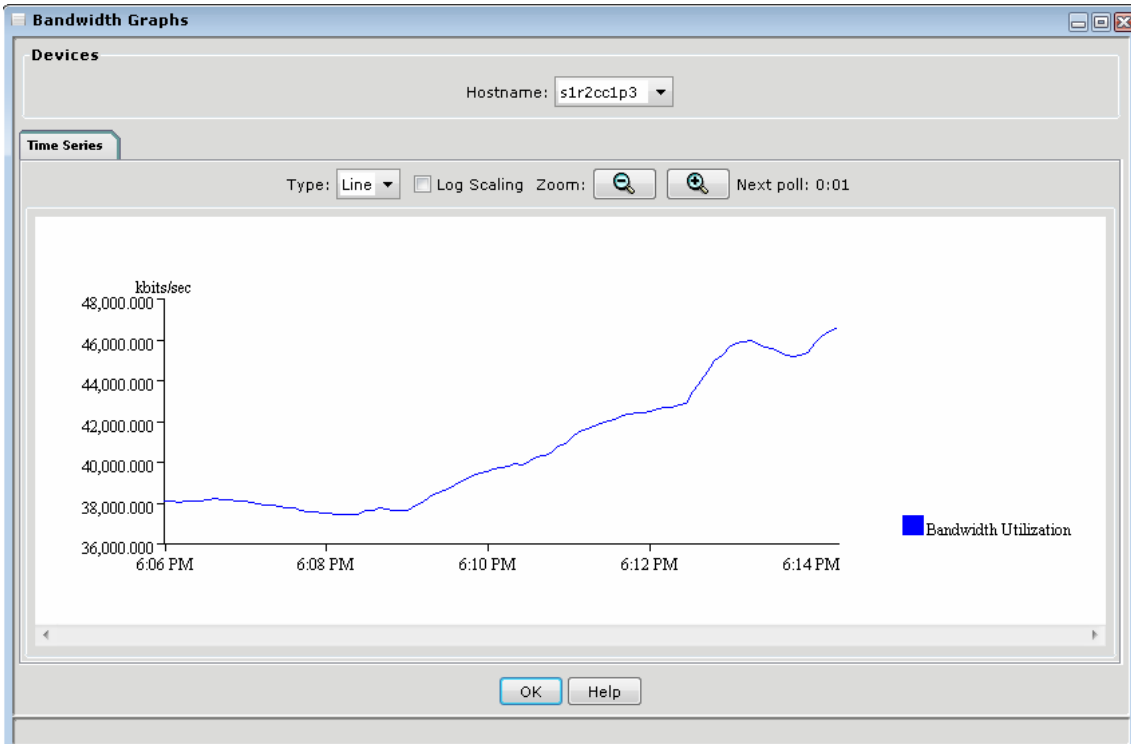 Bandwidth Graphs
Devices
Hostname: s1r2cc1p3
Time Series
Type: Line Log Scaling Zoom: Next poll: 0:01
kbits/sec
48,000.000
46,000.000
44,000.000
42,000.000
40,000.000
38,000.000
36,000.000
6:06 PM 6:08 PM 6:10 PM 6:12 PM 6:14 PM
Bandwidth Utilization
OK Help